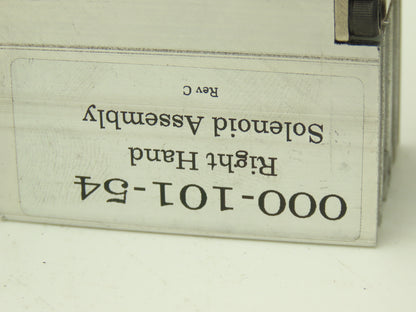 000-101-54
Right Hand
Solenoid Assembly
Rev C